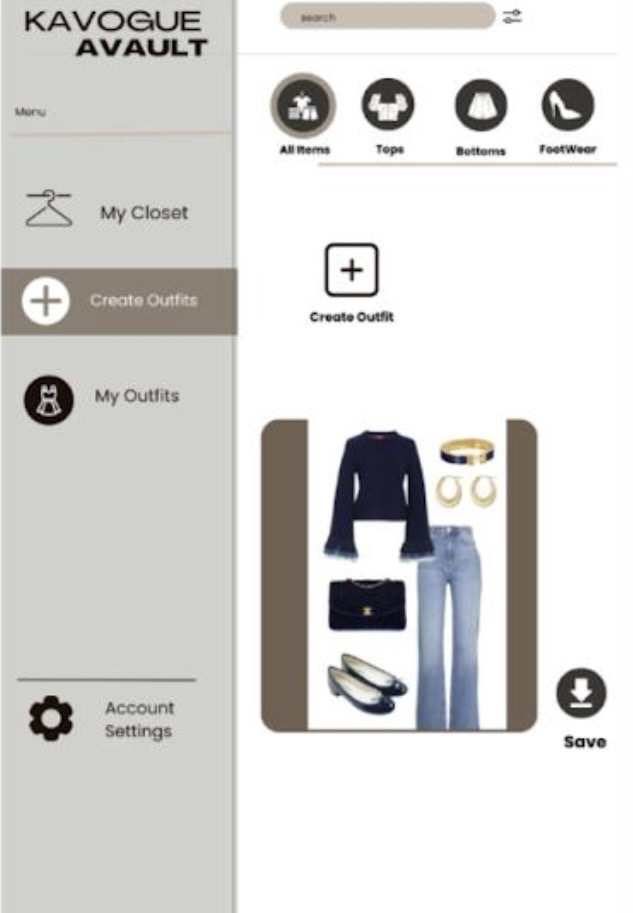 KAVOGUE
AVAULT
search
Menu
All Items
Tops
Bottoms
FootWear
My Closet
Create Outfits
Create Outfit
My Outfits
Account
Settings
Save